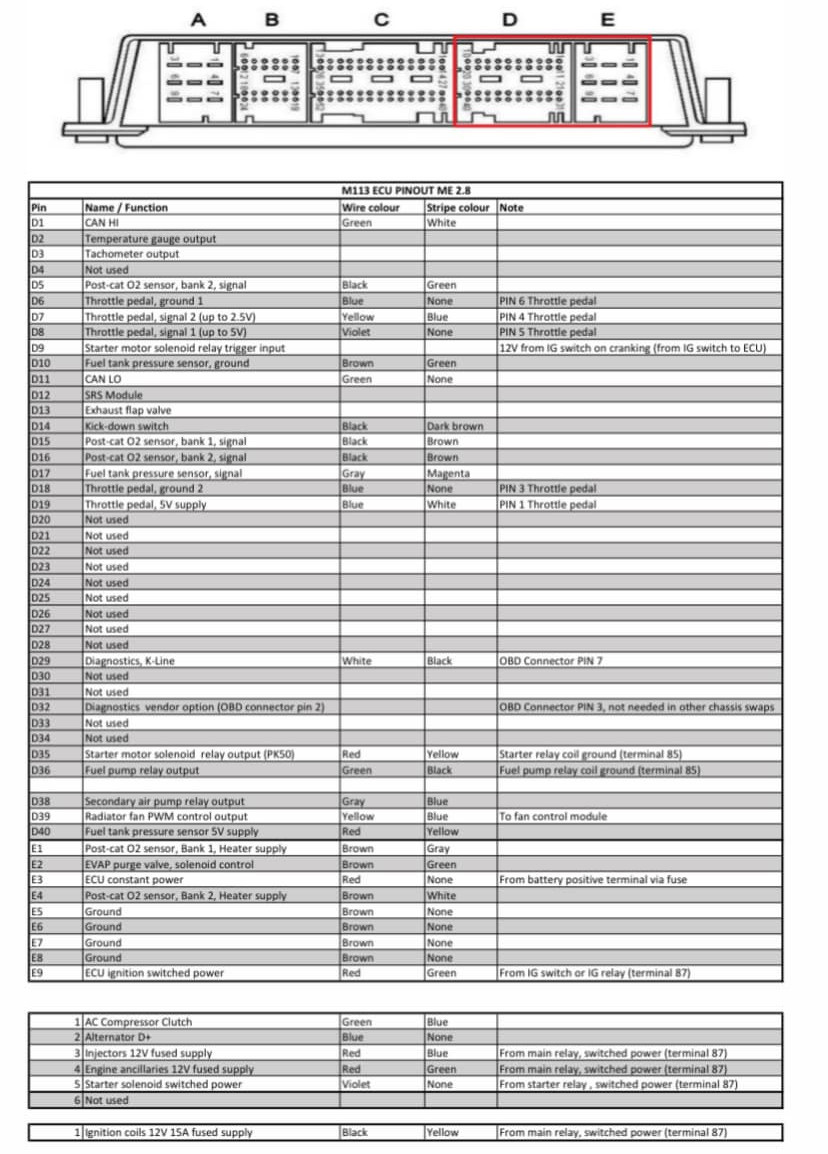 A B C D E
M113 ECU PINOUT ME 2.8
Pin Name / Function Wire colour Stripe colour Note
D1 CAN HI Green White
D2 Temperature gauge output
D3 Tachometer output
D4 Not used
D5 Post-cat O2 sensor, bank 2, signal Black Green
D6 Throttle pedal, ground 1 Blue None PIN 6 Throttle pedal
D7 Throttle pedal, signal 2 (up to 2.5V) Yellow Blue PIN 4 Throttle pedal
D8 Throttle pedal, signal 1 (up to 5V) Violet None PIN 5 Throttle pedal
D9 Starter motor solenoid relay trigger input 12V from IG switch on cranking (from IG switch to ECU)
D10 Fuel tank pressure sensor, ground Brown Green
D11 CAN LO Green None
D12 SRS Module
D13 Exhaust flap valve
D14 Kick-down switch Black Dark brown
D15 Post-cat O2 sensor, bank 1, signal Black Brown
D16 Post-cat O2 sensor, bank 2, signal Black Brown
D17 Fuel tank pressure sensor, signal Gray Magenta
D18 Throttle pedal, ground 2 Blue None PIN 3 Throttle pedal
D19 Throttle pedal, 5V supply Blue White PIN 1 Throttle pedal
D20 Not used
D21 Not used
D22 Not used
D23 Not used
D24 Not used
D25 Not used
D26 Not used
D27 Not used
D28 Not used
D29 Diagnostics, K-Line White Black OBD Connector PIN 7
D30 Not used
D31 Not used
D32 Diagnostics vendor option (OBD connector pin 2) OBD Connector PIN 3, not needed in other chassis swaps
D33 Not used
D34 Not used
D35 Starter motor solenoid relay output (PK50) Red Yellow Starter relay coil ground (terminal 85)
D36 Fuel pump relay output Green Black Fuel pump relay coil ground (terminal 85)
D38 Secondary air pump relay output Gray Blue
D39 Radiator fan PWM control output Yellow Blue To fan control module
D40 Fuel tank pressure sensor 5V supply Red Yellow
E1 Post-cat O2 sensor, Bank 1, Heater supply Brown Gray
E2 EVAP purge valve, solenoid control Brown Green
E3 ECU constant power Red None From battery positive terminal via fuse
E4 Post-cat O2 sensor, Bank 2, Heater supply Brown White
E5 Ground Brown None
E6 Ground Brown None
E7 Ground Brown None
E8 Ground Brown None
E9 ECU ignition switched power Red Green From IG switch or IG relay (terminal 87)
1 AC Compressor Clutch Green Blue
2 Alternator D+ Blue None
3 Injectors 12V fused supply Red Blue From main relay, switched power (terminal 87)
4 Engine ancillaries 12V fused supply Red Green From main relay, switched power (terminal 87)
5 Starter solenoid switched power Violet None From starter relay , switched power (terminal 87)
6 Not used
1 Ignition coils 12V 15A fused supply Black Yellow From main relay, switched power (terminal 87)